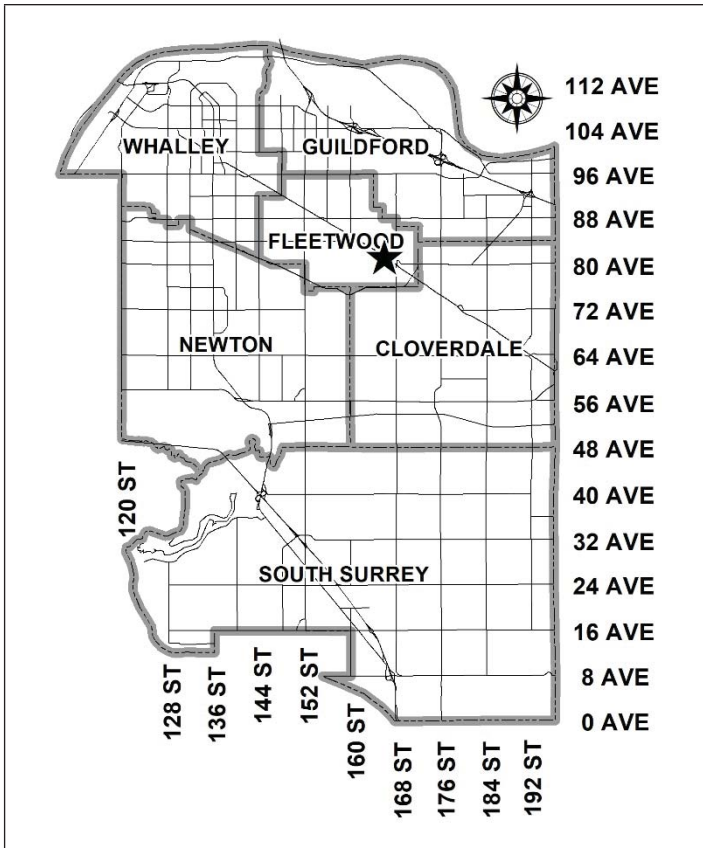 112 AVE
104 AVE
WHALLEY
GUILDFORD
96 AVE
88 AVE
FLEETWOOD
80 AVE
72 AVE
NEWTON
CLOVERDALE
64 AVE
56 AVE
48 AVE
120 ST
40 AVE
32 AVE
SOUTH SURREY
24 AVE
16 AVE
128 ST
136 ST
144 ST
152 ST
160 ST
8 AVE
0 AVE
168 ST
176 ST
184 ST
192 ST